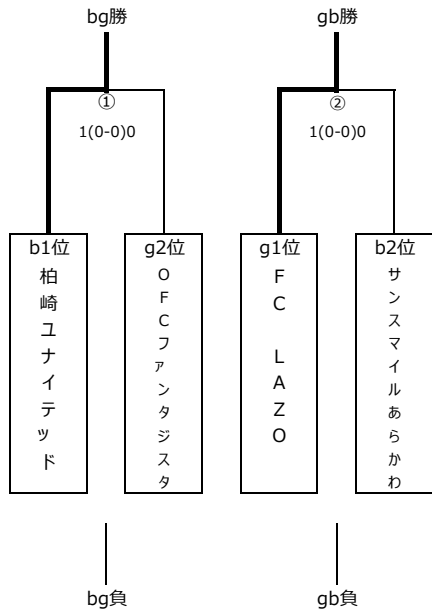 bg勝
gb勝
①
②
1(0-0)0
1(0-0)0
b1位
g2位
g1位
b2位
柏崎ユナイテッド
OFCファンタジスタ
FC LAZO
サンスマイルあらかわ
bg負
gb負